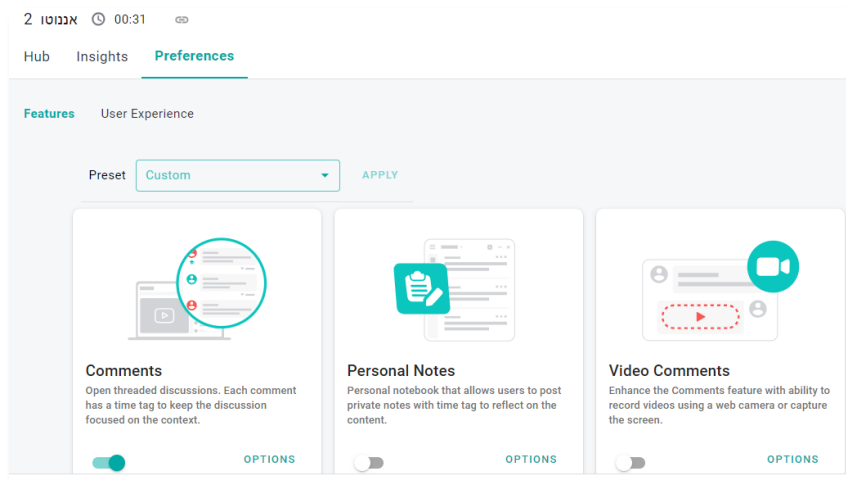 אננוטו 2 00:31
Hub Insights Preferences
Features User Experience
Preset Custom APPLY
Comments
Open threaded discussions. Each comment
has a time tag to keep the discussion
focused on the context.
OPTIONS
Personal Notes
Personal notebook that allows users to post
private notes with time tag to reflect on the
content.
OPTIONS
Video Comments
Enhance the Comments feature with ability to
record videos using a web camera or capture
the screen.
OPTIONS